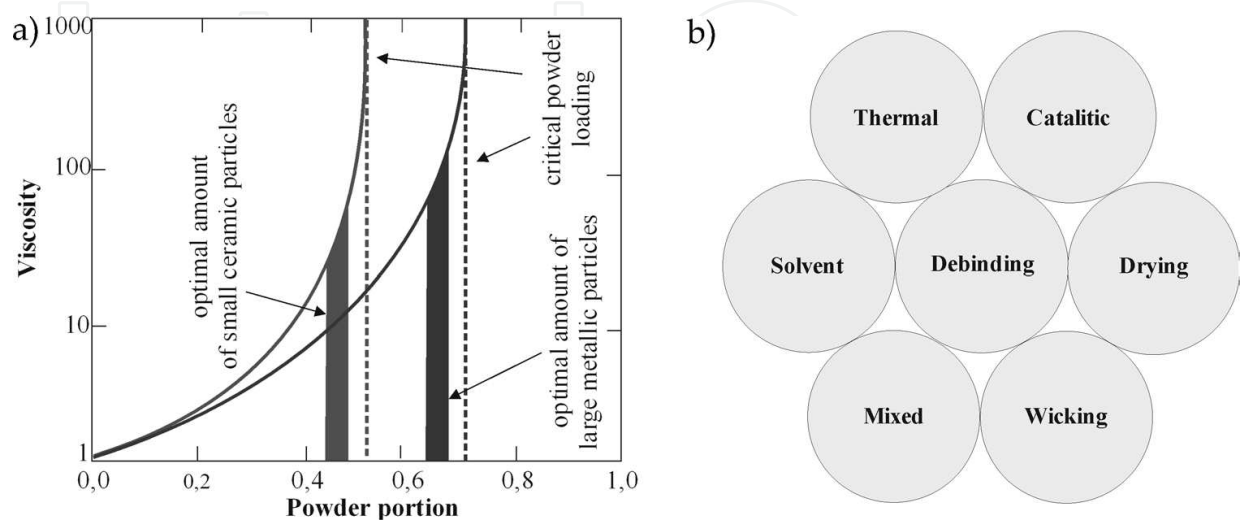 a)
1000
100
10
1
Viscosity
optimal amount
of small ceramic particles
critical powder
loading
optimal amount of
large metallic particles
0,0
0,2
0,4
0,6
0,8
1,0
Powder portion
b)
Thermal
Catalitic
Solvent
Debinding
Drying
Mixed
Wicking